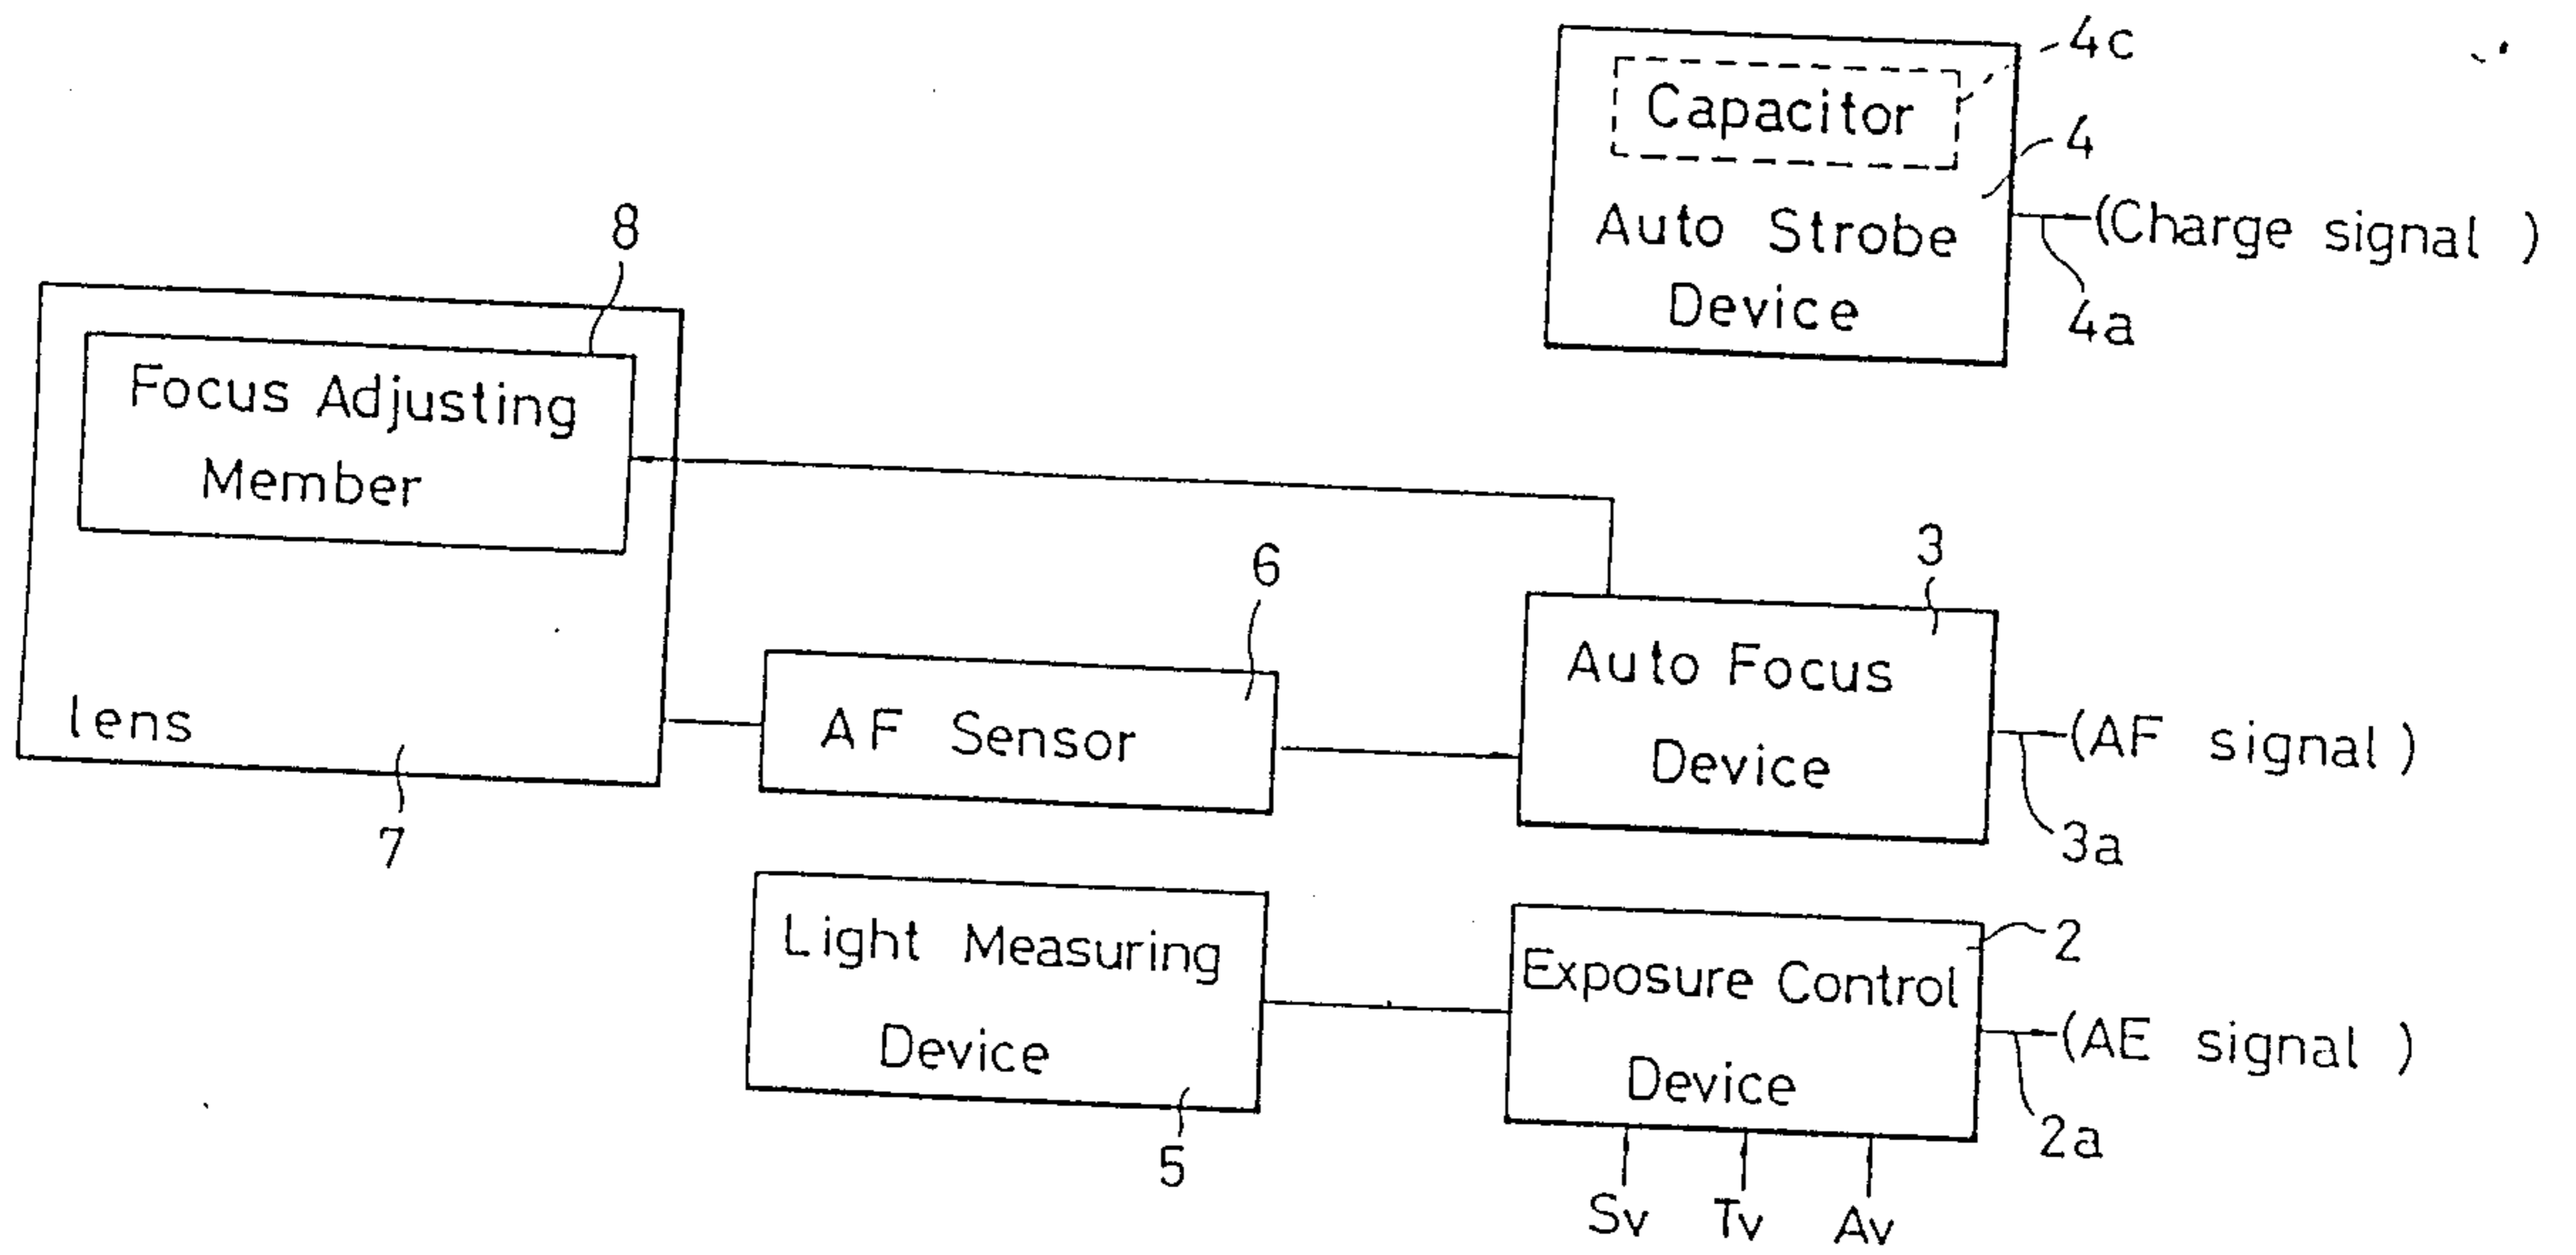 4c
Capacitor
4
Auto Strobe
Device
(Charge signal )
4a
8
Focus Adjusting
Member
lens
7
6
AF Sensor
3
Auto Focus
Device
(AF signal)
3a
Light Measuring
Device
5
2
Exposure Control
Device
(AE signal )
2a
Sv Tv Av